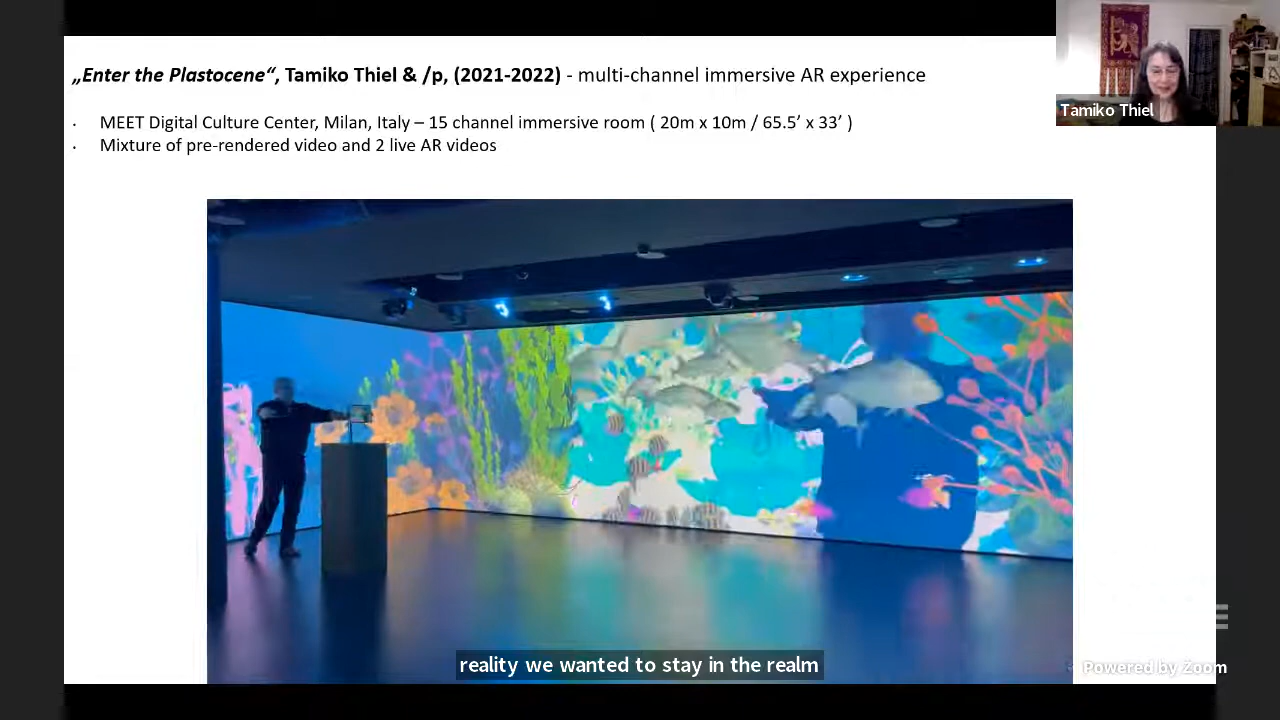 „Enter the Plastocene“, Tamiko Thiel & /p, (2021-2022) - multi-channel immersive AR experience
Tamiko Thiel
· MEET Digital Culture Center, Milan, Italy – 15 channel immersive room ( 20m x 10m / 65.5’ x 33’ )
· Mixture of pre-rendered video and 2 live AR videos
reality we wanted to stay in the realm
Powered by Zoom